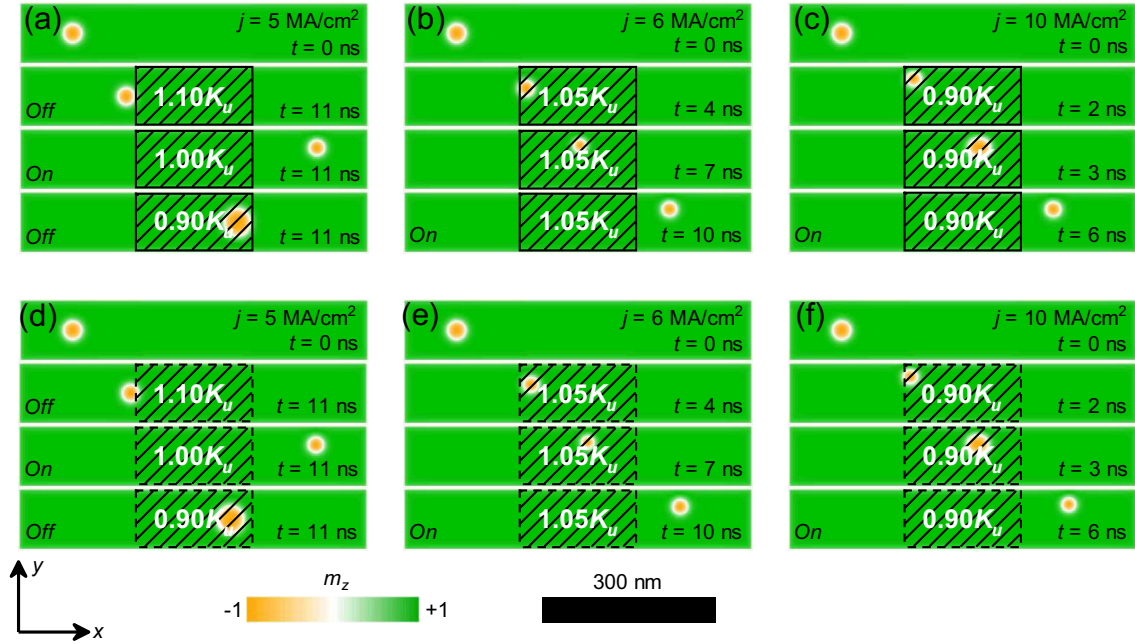 (a) j = 5 MA/cm²
t = 0 ns
Off 1.10Ku t = 11 ns
On 1.00Ku t = 11 ns
Off 0.90Ku t = 11 ns
(b) j = 6 MA/cm²
t = 0 ns
1.05Ku t = 4 ns
1.05Ku t = 7 ns
On 1.05Ku t = 10 ns
(c) j = 10 MA/cm²
t = 0 ns
0.90Ku t = 2 ns
0.90Ku t = 3 ns
On 0.90Ku t = 6 ns
(d) j = 5 MA/cm²
t = 0 ns
Off 1.10Ku t = 11 ns
On 1.00Ku t = 11 ns
Off 0.90Ku t = 11 ns
(e) j = 6 MA/cm²
t = 0 ns
1.05Ku t = 4 ns
1.05Ku t = 7 ns
On 1.05Ku t = 10 ns
(f) j = 10 MA/cm²
t = 0 ns
0.90Ku t = 2 ns
0.90Ku t = 3 ns
On 0.90Ku t = 6 ns
y
x
mz
-1 +1
300 nm